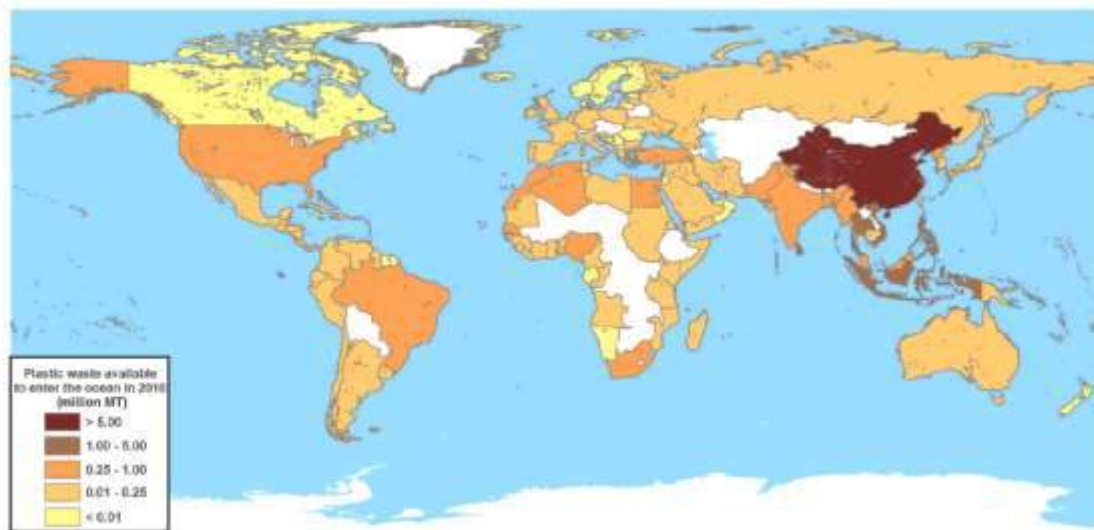 Plastic waste available
to enter the ocean in 2010
(million MT)
> 5.00
1.00 - 5.00
0.25 - 1.00
0.01 - 0.25
< 0.01